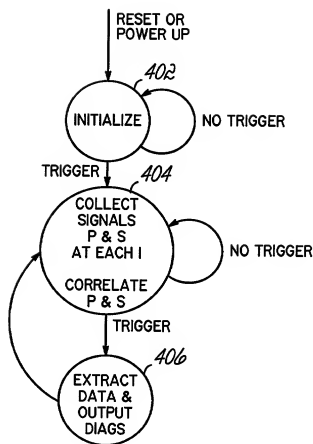 RESET OR
POWER UP
402
INITIALIZE
NO TRIGGER
TRIGGER
404
COLLECT
SIGNALS
P & S
AT EACH I
CORRELATE
P & S
NO TRIGGER
TRIGGER
406
EXTRACT
DATA &
OUTPUT
DIAGS